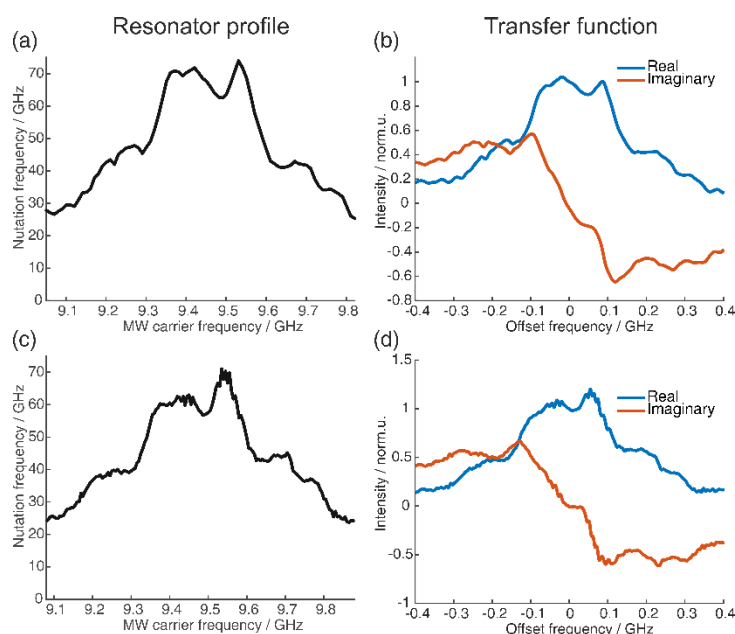 Resonator profile
Transfer function
(a)
70
60
50
40
30
20
10
0
Nutation frequency / GHz
9.1 9.2 9.3 9.4 9.5 9.6 9.7 9.8
MW carrier frequency / GHz
(b)
Real
Imaginary
1
0.8
0.6
0.4
0.2
0
-0.2
-0.4
-0.6
-0.8
Intensity / norm.u.
-0.4 -0.3 -0.2 -0.1 0 0.1 0.2 0.3 0.4
Offset frequency / GHz
(c)
70
60
50
40
30
20
10
0
Nutation frequency / GHz
9.1 9.2 9.3 9.4 9.5 9.6 9.7 9.8
MW carrier frequency / GHz
(d)
Real
Imaginary
1.5
1
0.5
0
-0.5
-1
Intensity / norm.u.
-0.4 -0.3 -0.2 -0.1 0 0.1 0.2 0.3 0.4
Offset frequency / GHz